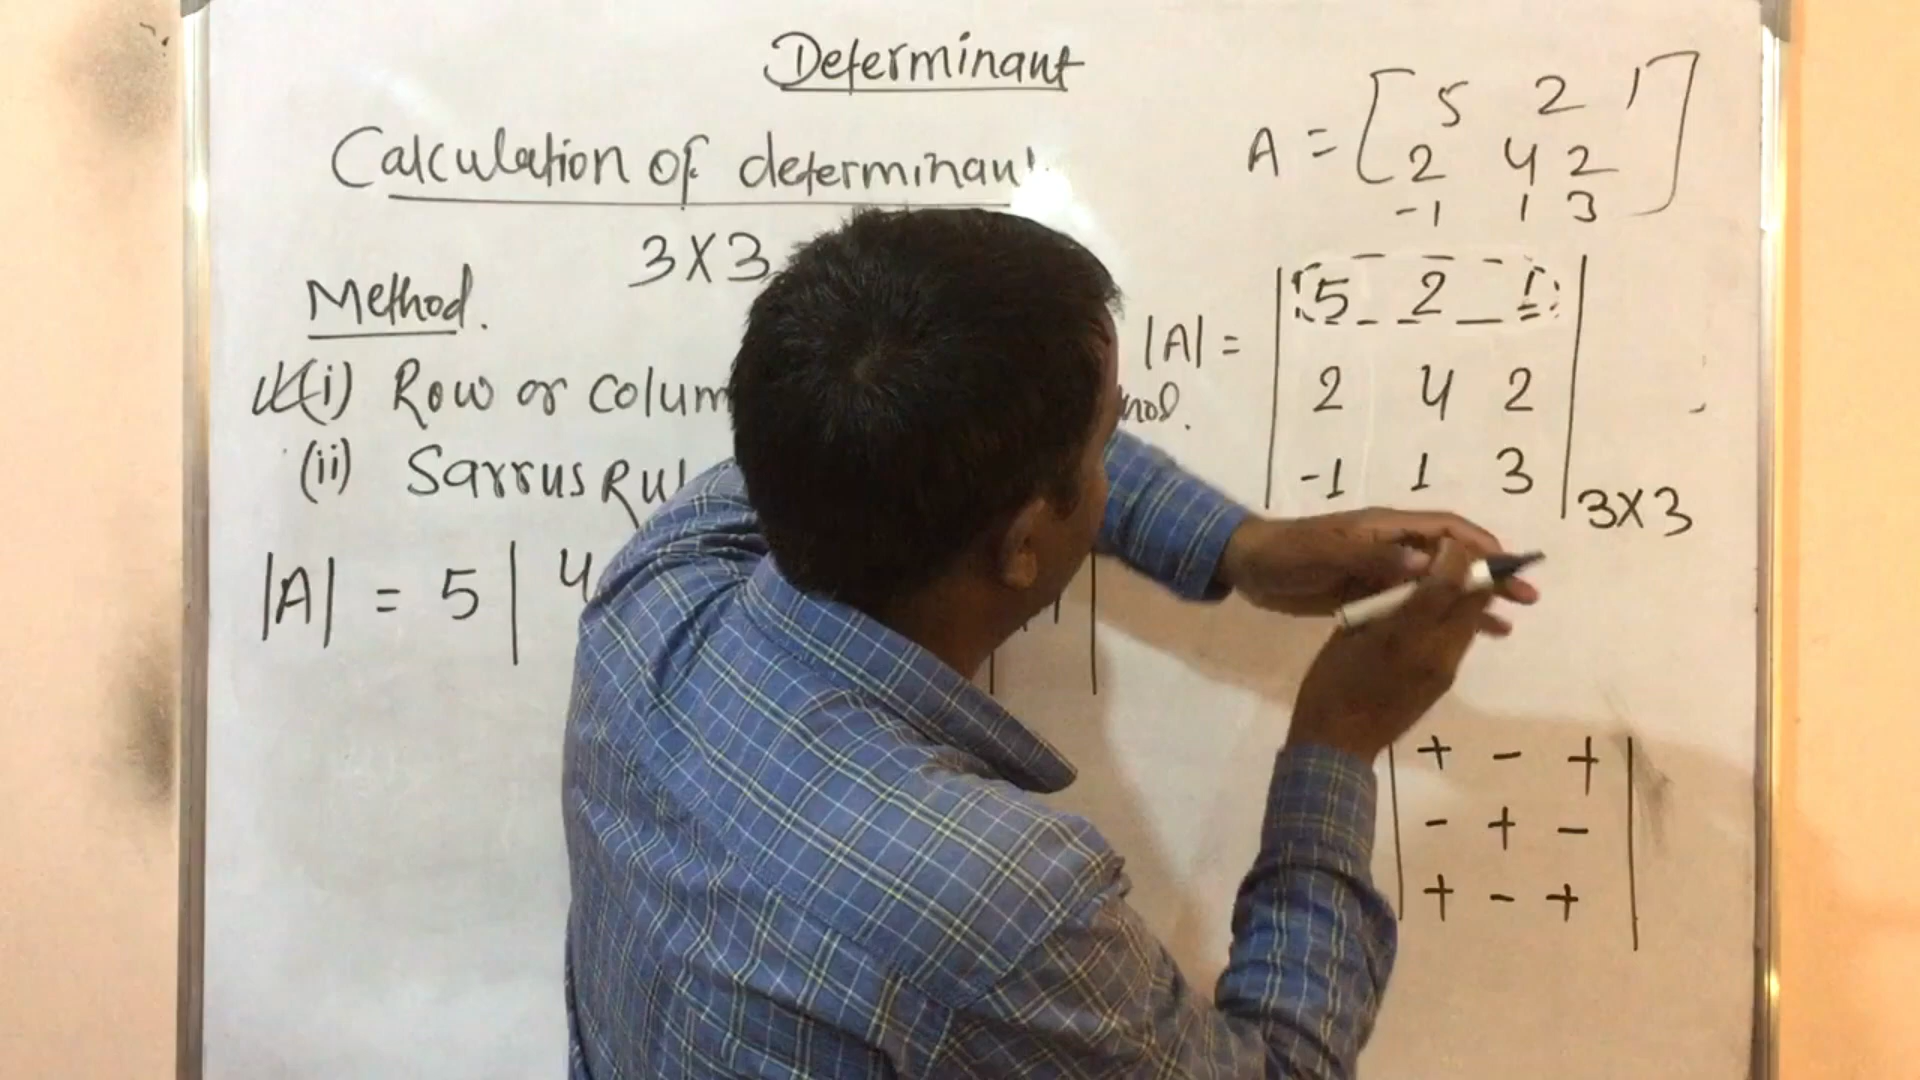 Determinant
Calculation of determinan
3X3
Method.
(i) Row or colum
(ii) Sarrus Rul
|A| = 5 | 4
A = [ 5 2 1
2 4 2
-1 1 3 ]
|A| =
5 2 1
2 4 2
-1 1 3
3X3
+ - +
- + -
+ - +